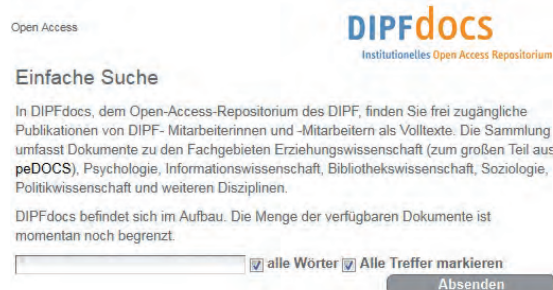 Open Access
DIPFdocs
Institutionelles Open Access Repositorium
Einfache Suche
In DIPFdocs, dem Open-Access-Repositorium des DIPF, finden Sie frei zugängliche
Publikationen von DIPF- Mitarbeiterinnen und -Mitarbeitern als Volltexte. Die Sammlung
umfasst Dokumente zu den Fachgebieten Erziehungswissenschaft (zum großen Teil aus
peDOCS), Psychologie, Informationswissenschaft, Bibliothekswissenschaft, Soziologie,
Politikwissenschaft und weiteren Disziplinen.
DIPFdocs befindet sich im Aufbau. Die Menge der verfügbaren Dokumente ist
momentan noch begrenzt.
alle Wörter Alle Treffer markieren
Absenden